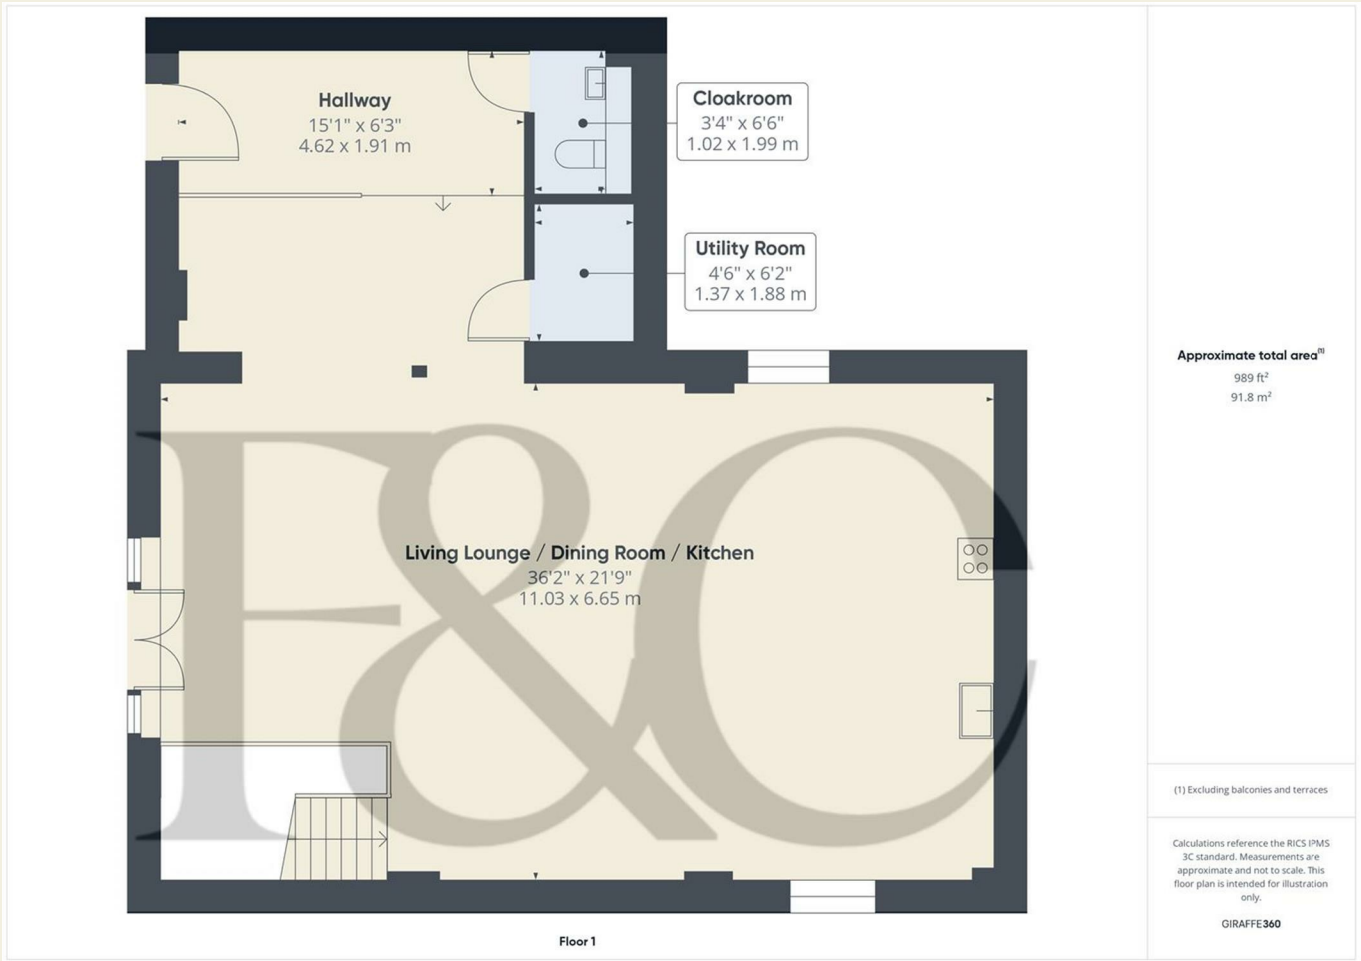 Hallway
15'1" x 6'3"
4.62 x 1.91 m
Cloakroom
3'4" x 6'6"
1.02 x 1.99 m
Utility Room
4'6" x 6'2"
1.37 x 1.88 m
Living Lounge / Dining Room / Kitchen
36'2" x 21'9"
11.03 x 6.65 m
F&C
Floor 1
Approximate total area(1)
989 ft²
91.8 m²
(1) Excluding balconies and terraces
Calculations reference the RICS IPMS
3C standard. Measurements are
approximate and not to scale. This
floor plan is intended for illustration
only.
GIRAFFE360